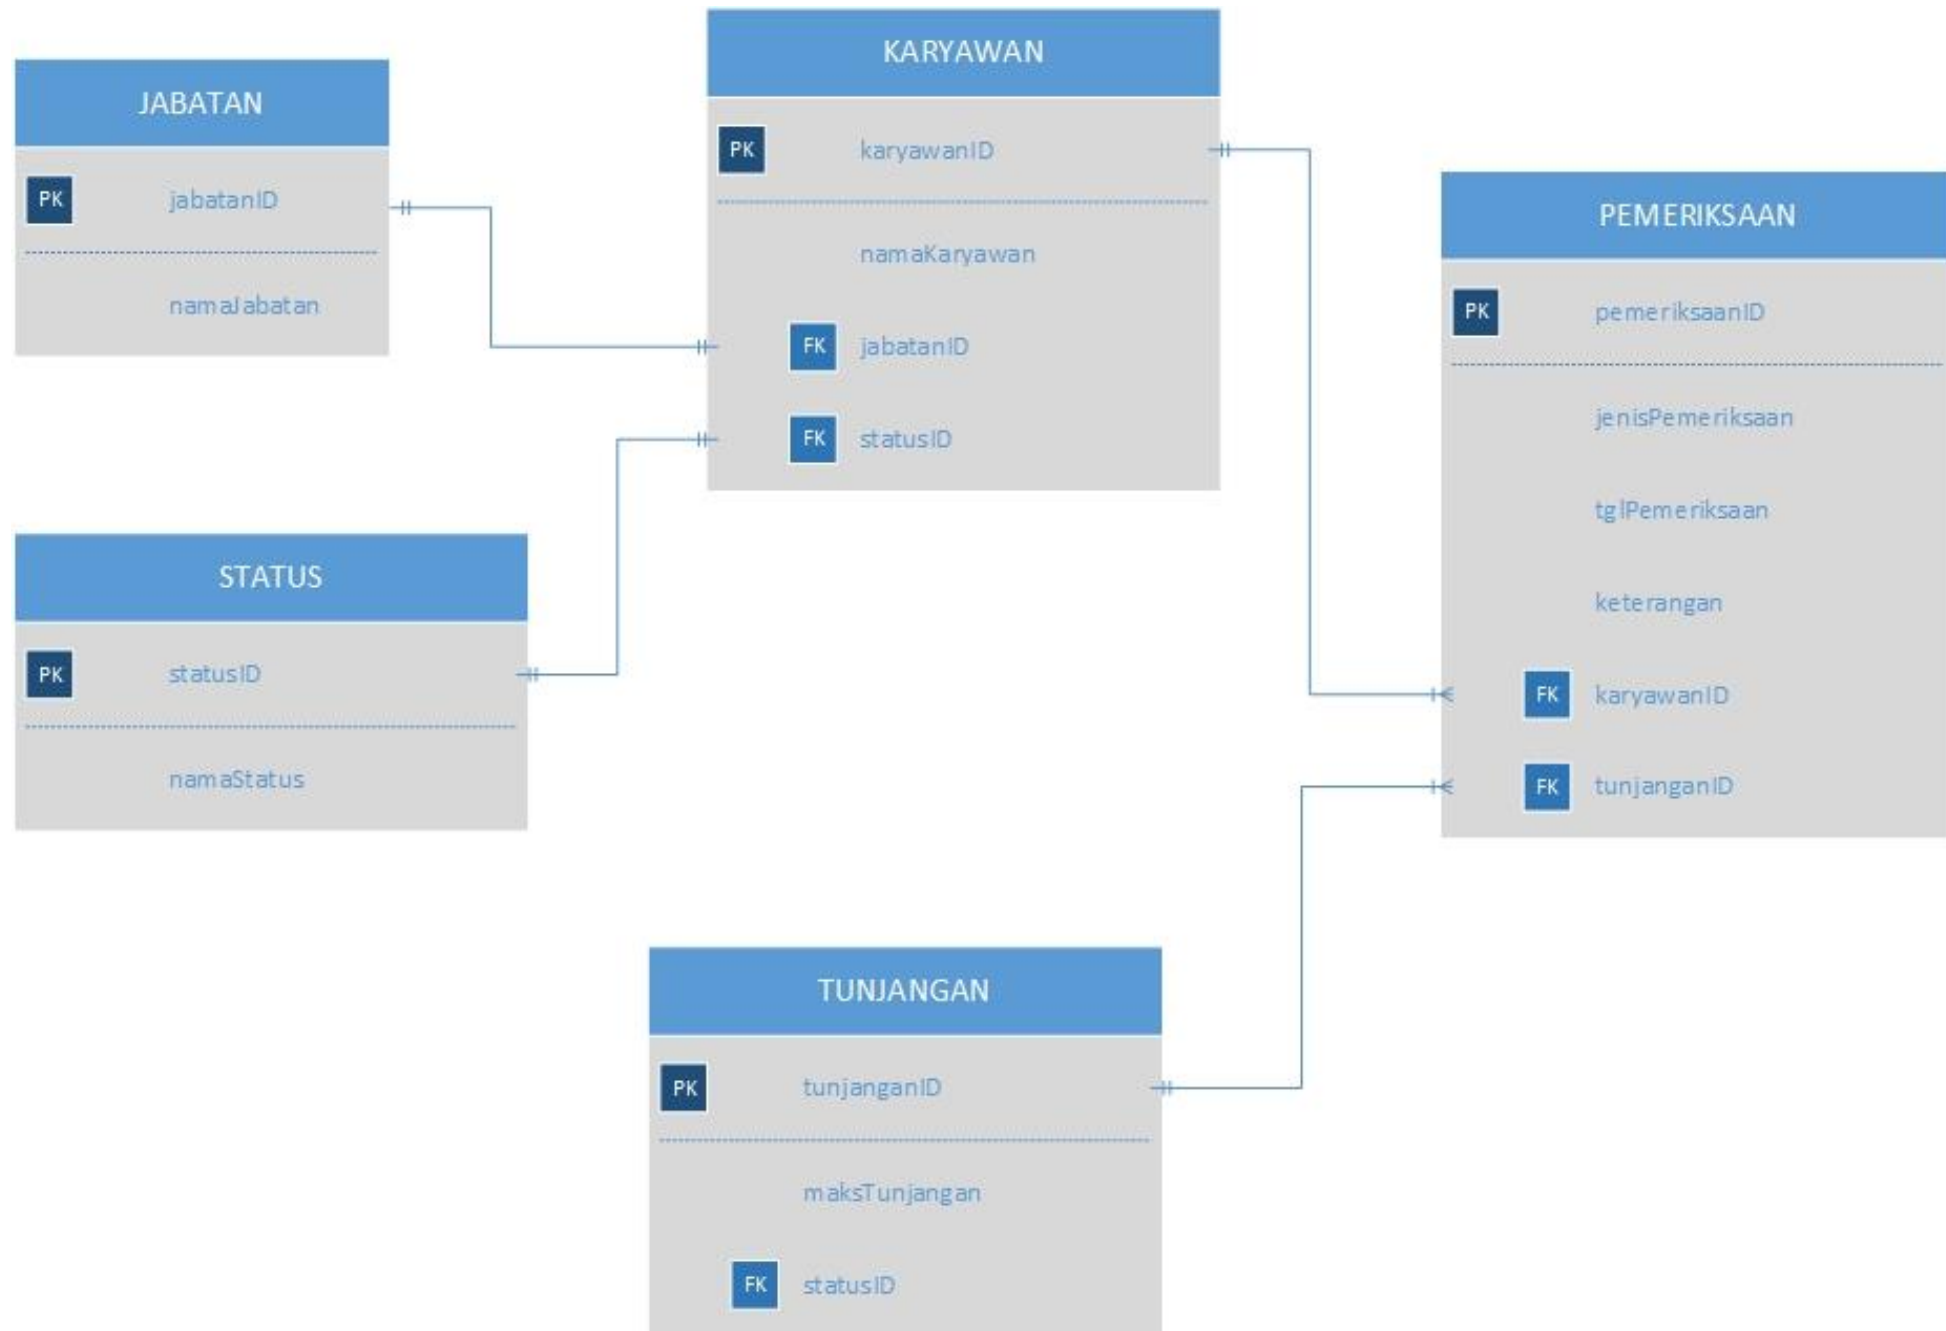 JABATAN
PK jabatanID
namaJabatan
KARYAWAN
PK karyawanID
namaKaryawan
FK jabatanID
FK statusID
PEMERIKSAAN
PK pemeriksaanID
jenisPemeriksaan
tglPemeriksaan
keterangan
FK karyawanID
FK tunjanganID
STATUS
PK statusID
namaStatus
TUNJANGAN
PK tunjanganID
maksTunjangan
FK statusID